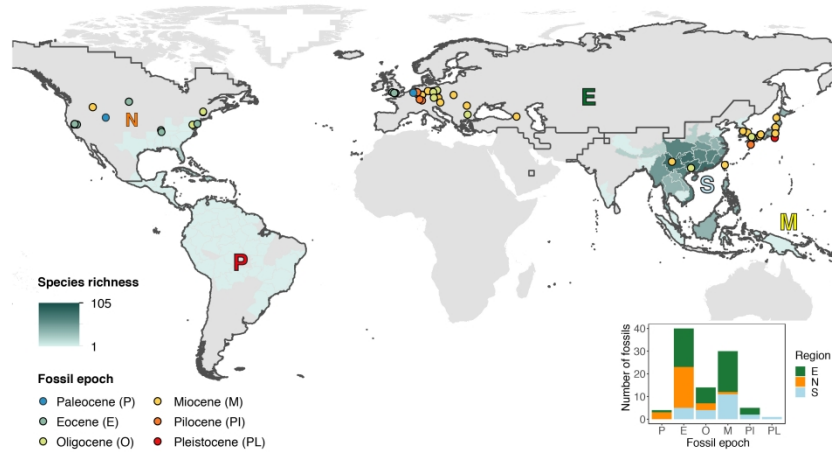 E
N
S
M
P
Species richness
105
1
Fossil epoch
Paleocene (P)
Eocene (E)
Oligocene (O)
Miocene (M)
Pilocene (PI)
Pleistocene (PL)
Number of fossils
40
30
20
10
0
P E O M PI PL
Fossil epoch
Region
E
N
S